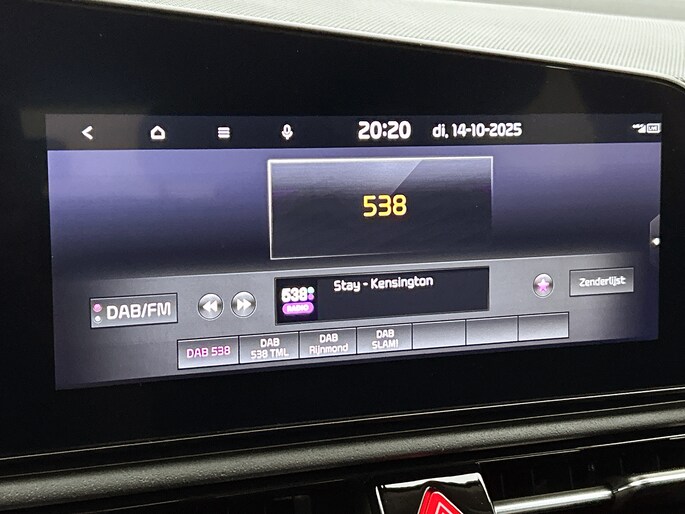 20:20 di, 14-10-2025
LIVE
538
DAB/FM
538 RADIO
Stay - Kensington
Zenderlijst
DAB 538
DAB
538 TML
DAB
Rijnmond
DAB
SLAM!